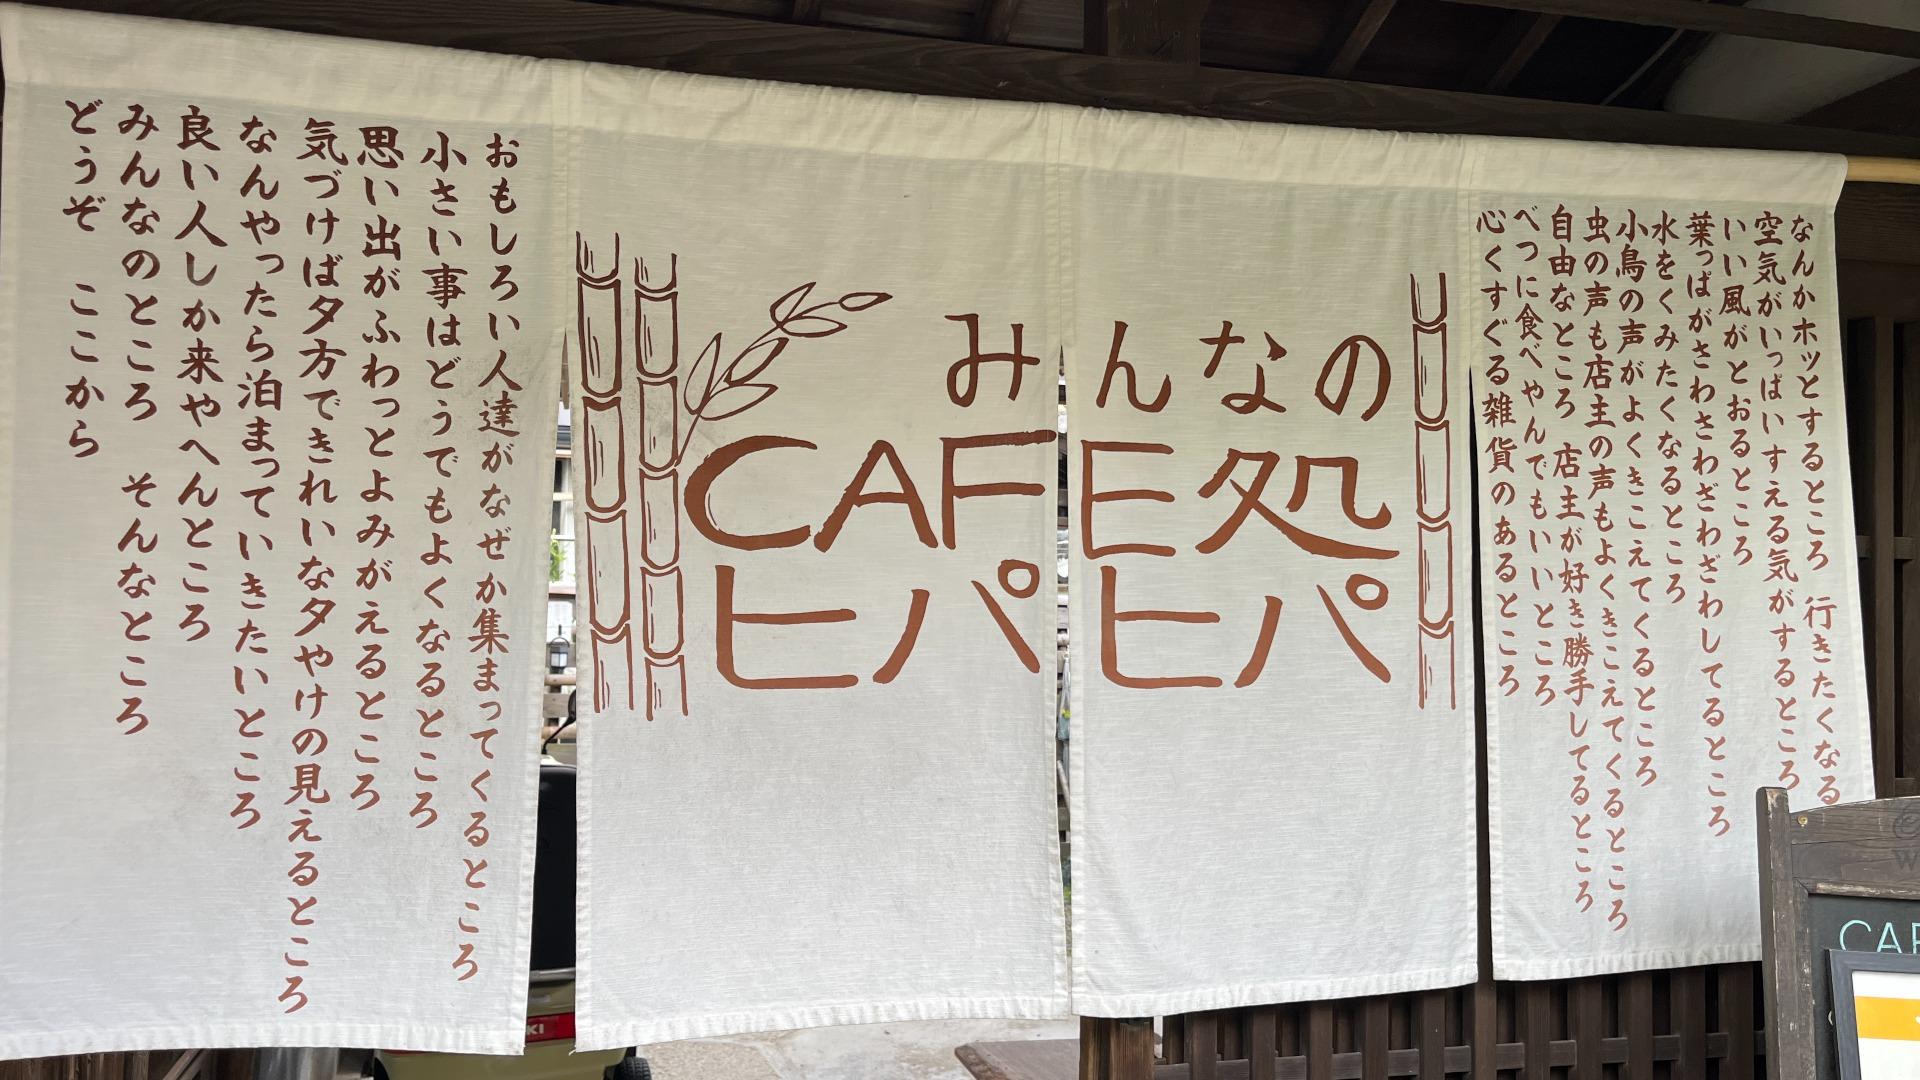 なんかホッとするところ 行きたくなる
空気がいっぱいすえる気がするところ
いい風がとおるところ
葉っぱがさわさわざわざわしてるところ
水をくみたくなるところ
小鳥の声がよくきこえてくるところ
虫の声も店主の声もよくきこえてくるところ
自由なところ 店主が好き勝手してるところ
べつに食べやんでもいいところ
心くすぐる雑貨のあるところ
みんなの
CAFE処
ヒパヒパ
おもしろい人達がなぜか集まってくるところ
小さい事はどうでもよくなるところ
思い出がふわっとよみがえるところ
気づけば夕方できれいな夕やけの見えるところ
なんやったら泊まっていきたいところ
良い人しか来やへんところ
みんなのところ そんなところ
どうぞ ここから